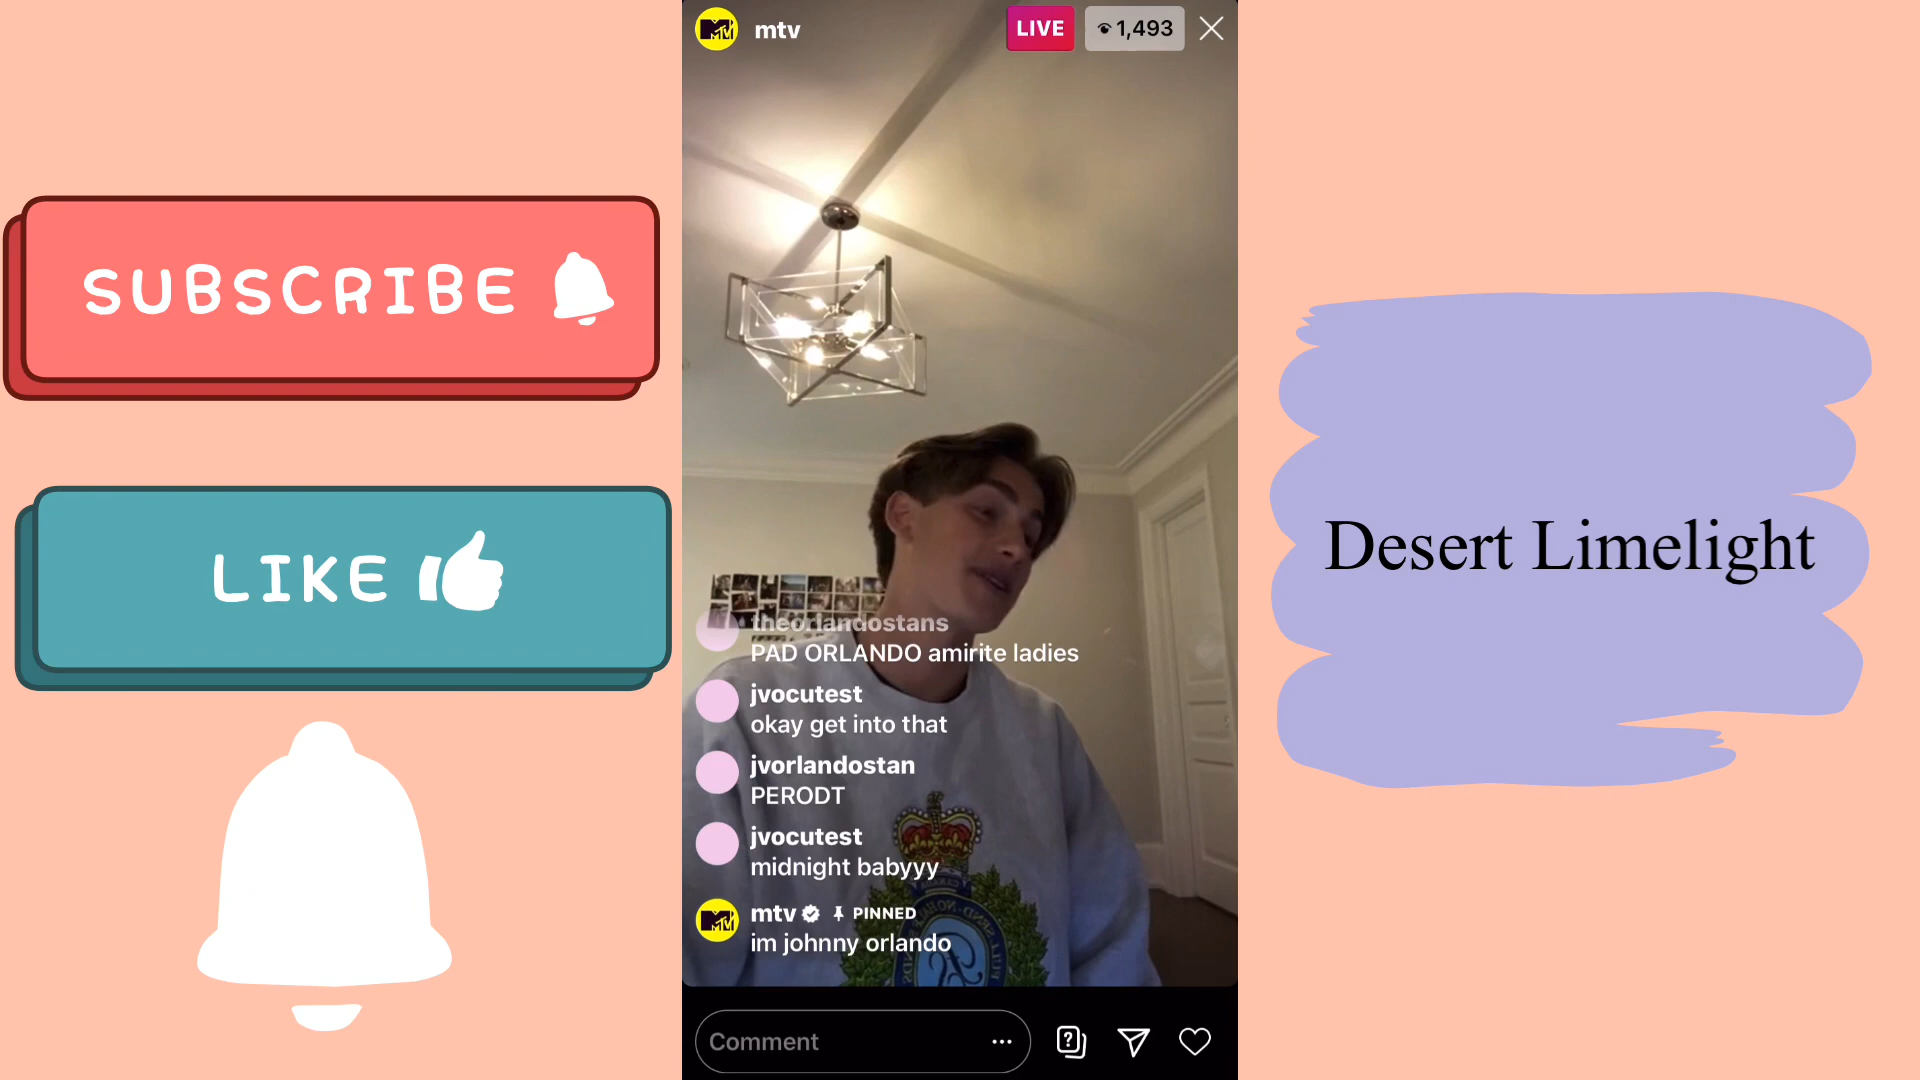 mtv
LIVE
1,493
SUBSCRIBE
LIKE
Desert Limelight
theorlandostans
PAD ORLANDO amirite ladies
jvocutest
okay get into that
jvorlandostan
PERODT
jvocutest
midnight babyyy
mtv PINNED
im johnny orlando
Comment